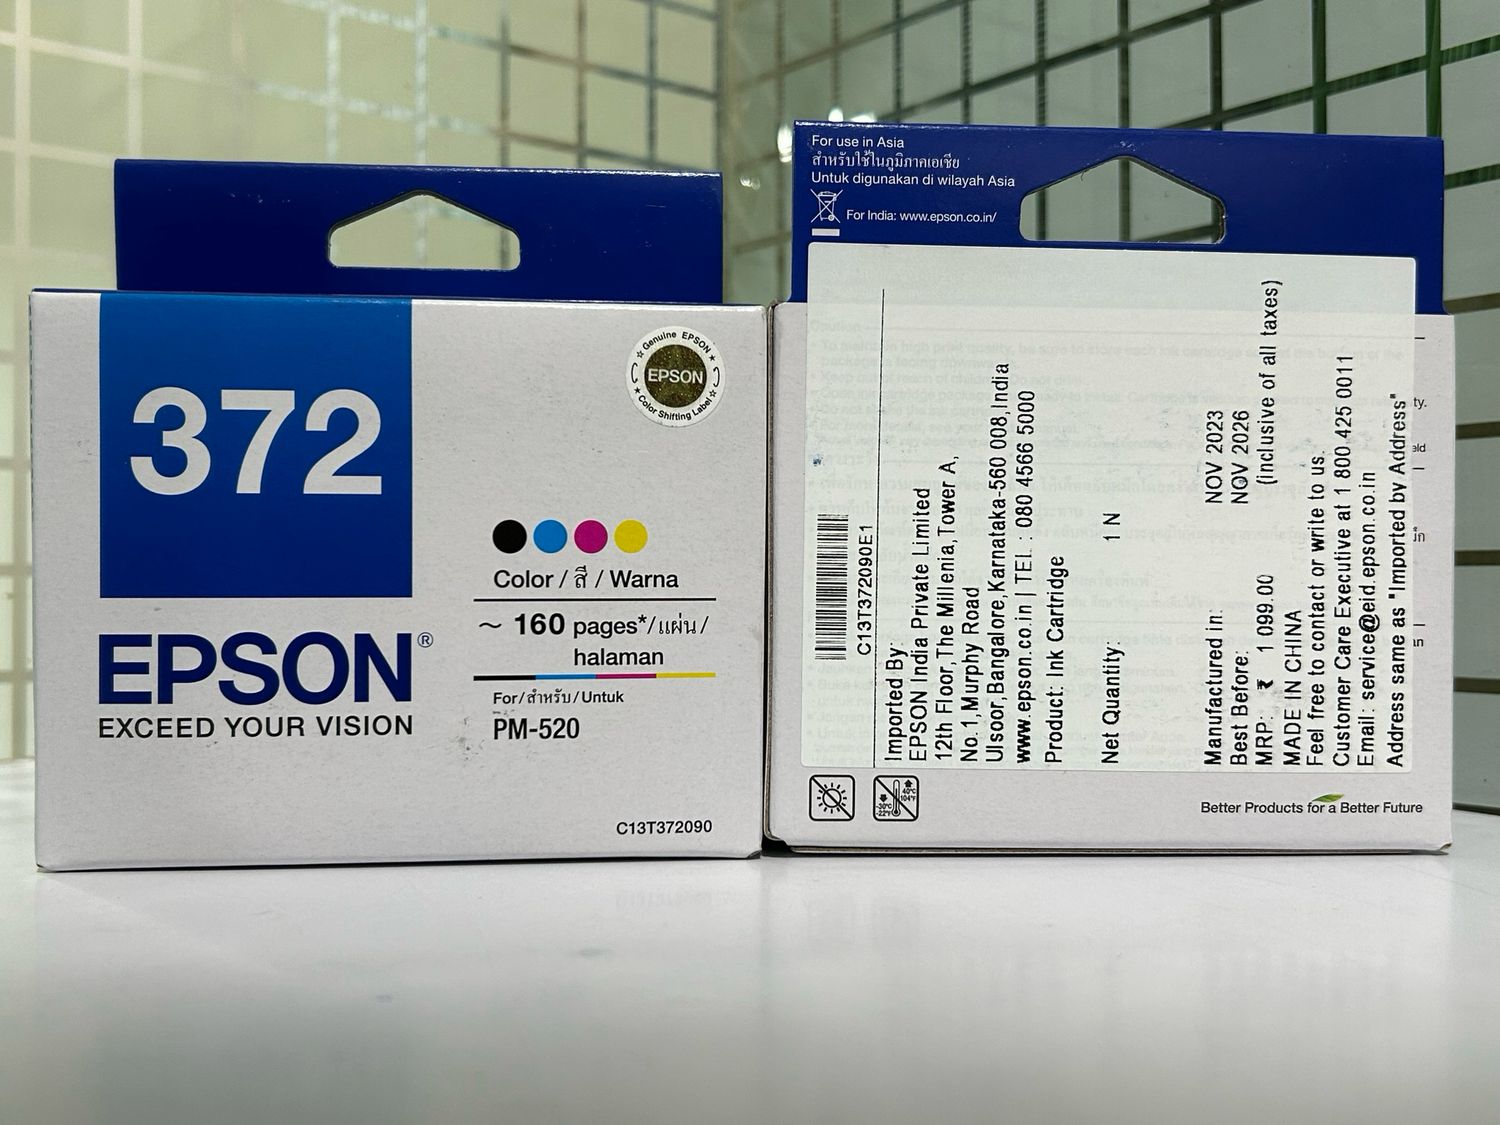 372
EPSON®
EXCEED YOUR VISION
Genuine EPSON
EPSON
Color Shifting Label
Color / สี / Warna
~ 160 pages*/แผ่น/
halaman
For/สำหรับ/Untuk
PM-520
C13T372090
For use in Asia
สำหรับใช้ในภูมิภาคเอเชีย
Untuk digunakan di wilayah Asia
For India: www.epson.co.in/
C13T372090E1
Imported By:
EPSON India Private Limited
12th Floor,The Millenia,Tower A,
No.1,Murphy Road
Ulsoor,Bangalore,Karnataka-560 008,India
www.epson.co.in | TEL : 080 4566 5000
Product: Ink Cartridge
Net Quantity: 1 N
Manufactured in: NOV 2023
Best Before: NOV 2026
MRP: ₹ 1 099.00 (inclusive of all taxes)
MADE IN CHINA
Feel free to contact or write to us.
Customer Care Executive at 1 800 425 0011
Email: service@eid.epson.co.in
Address same as "Imported by Address"
-30°C
-22°F
40°C
104°F
Better Products for a Better Future